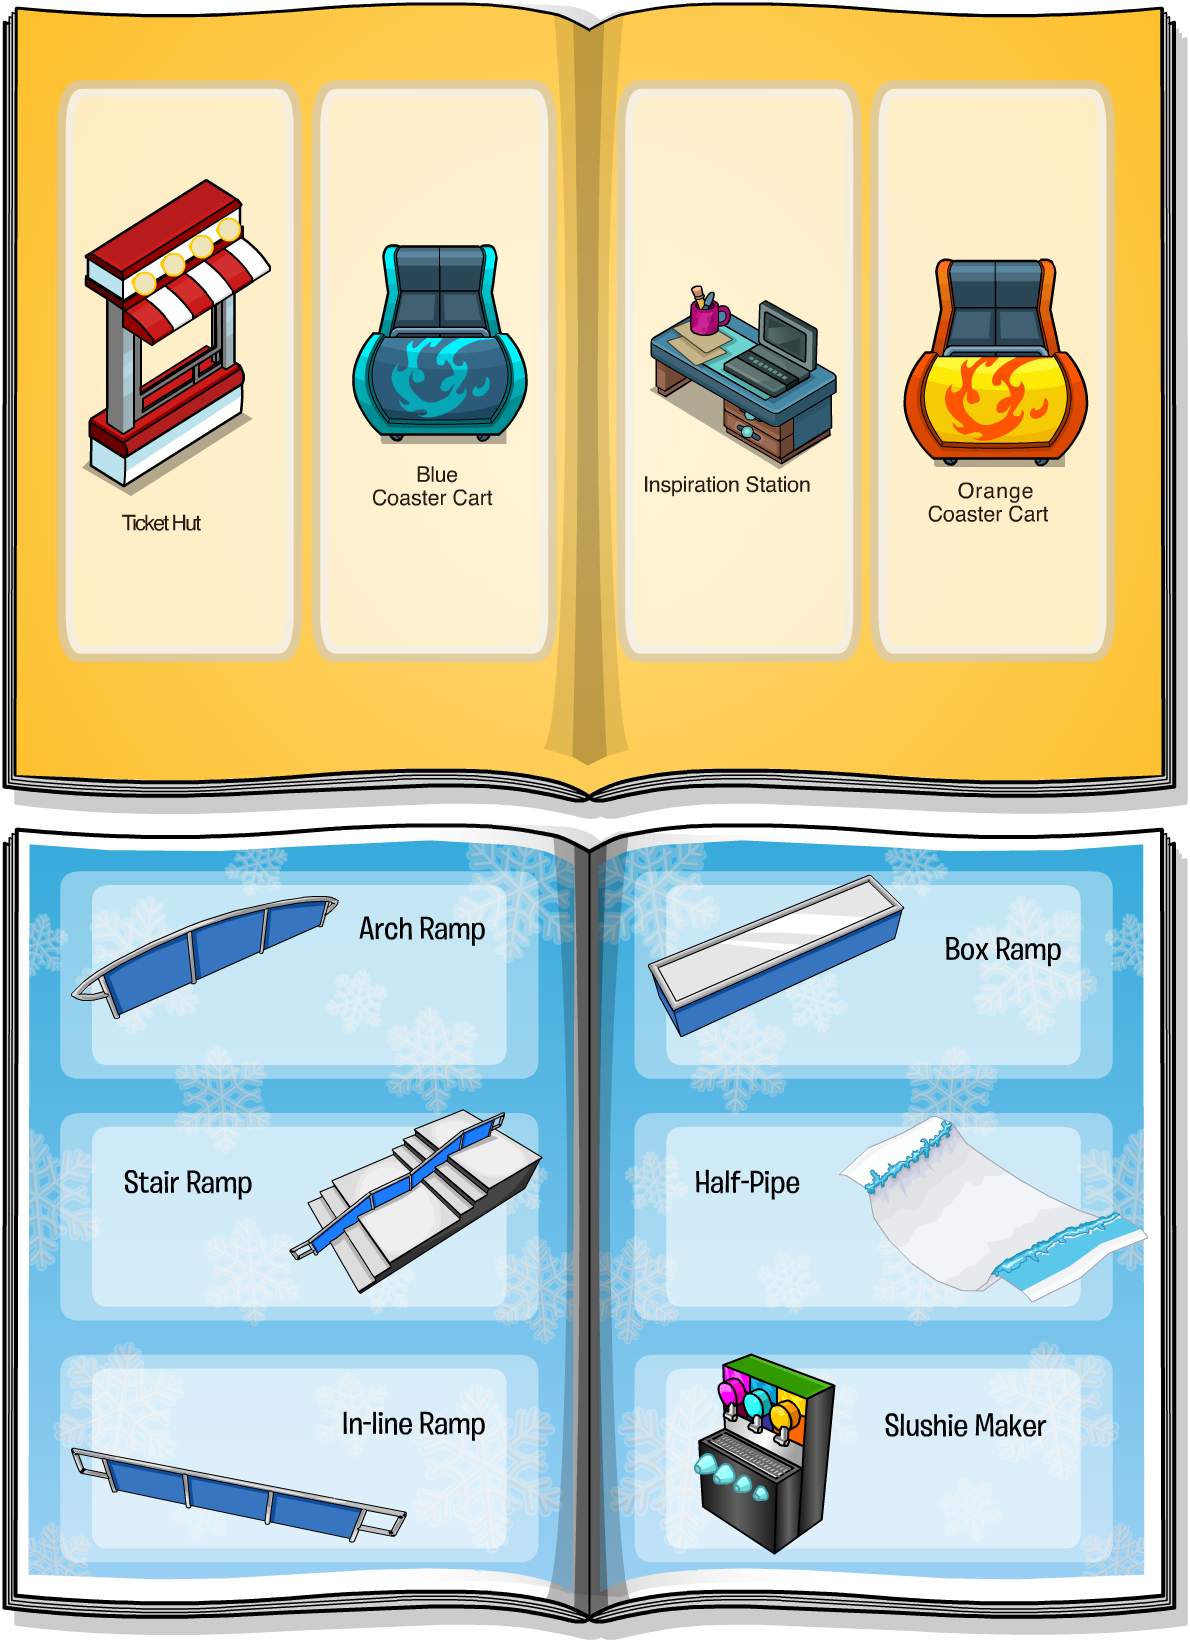 Ticket Hut
Blue
Coaster Cart
Inspiration Station
Orange
Coaster Cart
Arch Ramp
Stair Ramp
In-line Ramp
Box Ramp
Half-Pipe
Slushie Maker